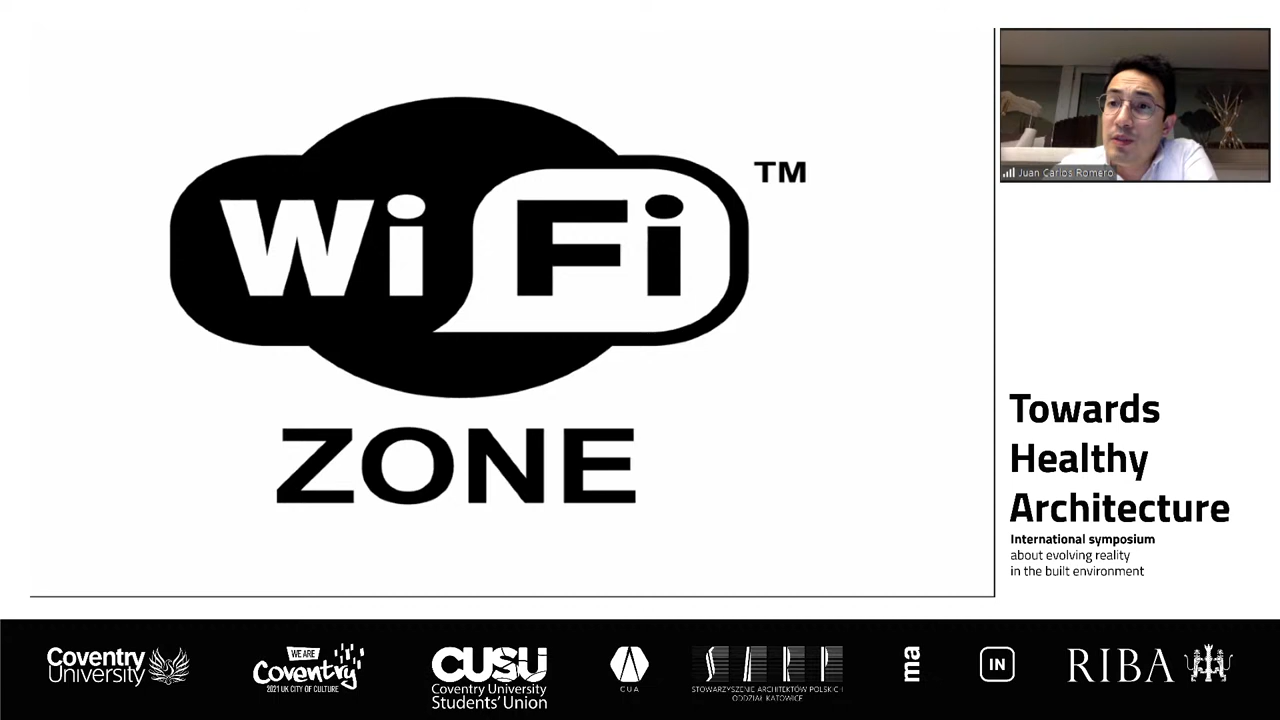 WiFi
TM
ZONE
Juan Carlos Romero
Towards
Healthy
Architecture
International symposium
about evolving reality
in the built environment
Coventry
University
WE ARE
Coventry
2021 UK CITY OF CULTURE
CUSU
Coventry University
Students' Union
CUA
SARP
STOWARZYSZENIE ARCHITEKTÓW POLSKICH
ODDZIAŁ KATOWICE
ma
IN
RIBA